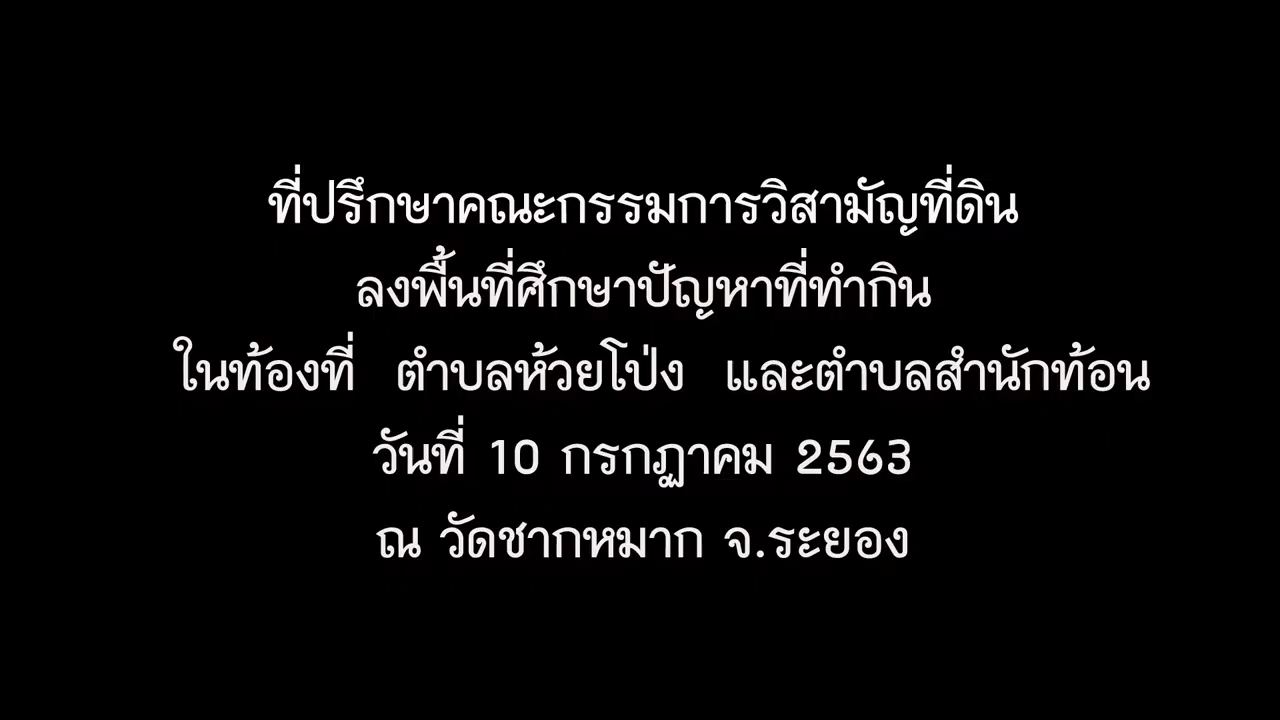 ที่ปรึกษาคณะกรรมการวิสามัญที่ดิน
ลงพื้นที่ศึกษาปัญหาที่ทำกิน
ในท้องที่ ตำบลห้วยโป่ง และตำบลสำนักท้อน
วันที่ 10 กรกฎาคม 2563
ณ วัดชากหมาก จ.ระยอง